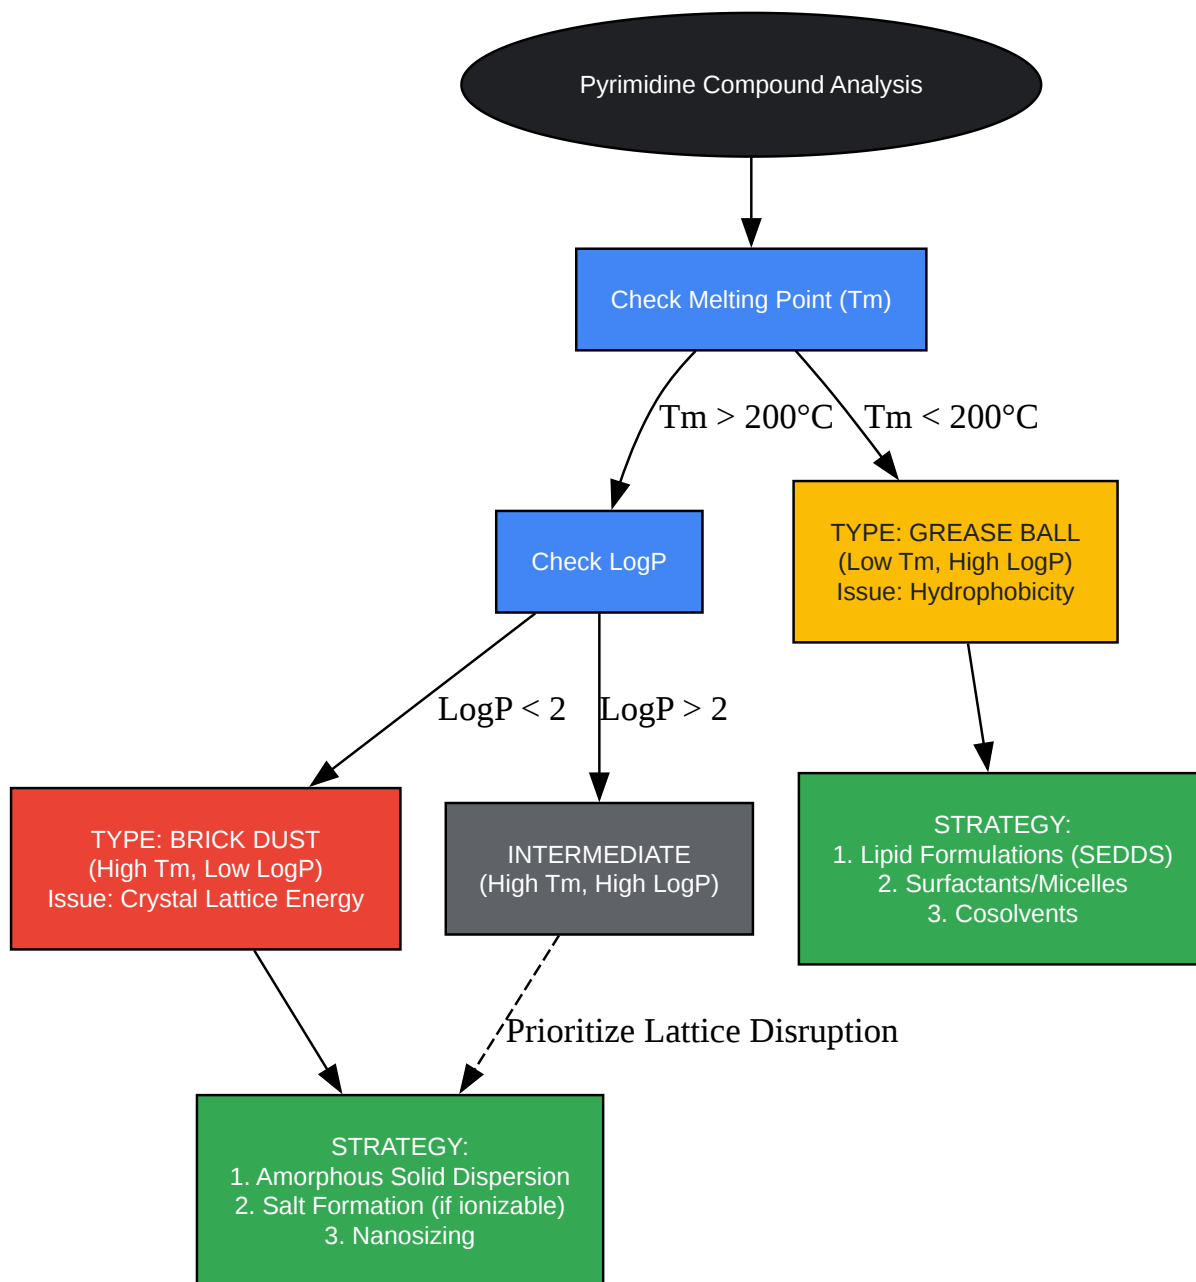 Pyrimidine Compound Analysis
Check Melting Point (Tm)
Tm > 200°C
Tm < 200°C
TYPE: GREASE BALL
(Low Tm, High LogP)
Issue: Hydrophobicity
Check LogP
LogP < 2
LogP > 2
TYPE: BRICK DUST
(High Tm, Low LogP)
Issue: Crystal Lattice Energy
INTERMEDIATE
(High Tm, High LogP)
STRATEGY:
1. Lipid Formulations (SEDDS)
2. Surfactants/Micelles
3. Cosolvents
Prioritize Lattice Disruption
STRATEGY:
1. Amorphous Solid Dispersion
2. Salt Formation (if ionizable)
3. Nanosizing